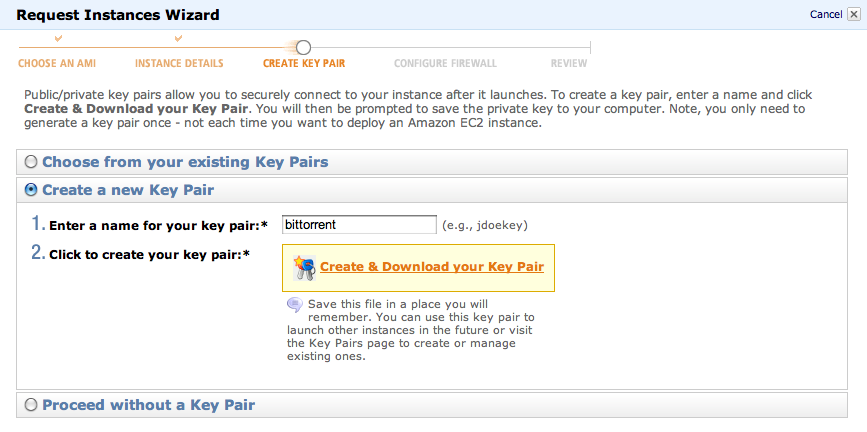 Request Instances Wizard
Cancel
CHOOSE AN AMI INSTANCE DETAILS CREATE KEY PAIR CONFIGURE FIREWALL REVIEW
Public/private key pairs allow you to securely connect to your instance after it launches. To create a key pair, enter a name and click
Create & Download your Key Pair. You will then be prompted to save the private key to your computer. Note, you only need to
generate a key pair once - not each time you want to deploy an Amazon EC2 instance.
Choose from your existing Key Pairs
Create a new Key Pair
1. Enter a name for your key pair:* bittorrent (e.g., jdoekey)
2. Click to create your key pair:*
Create & Download your Key Pair
Save this file in a place you will
remember. You can use this key pair to
launch other instances in the future or visit
the Key Pairs page to create or manage
existing ones.
Proceed without a Key Pair